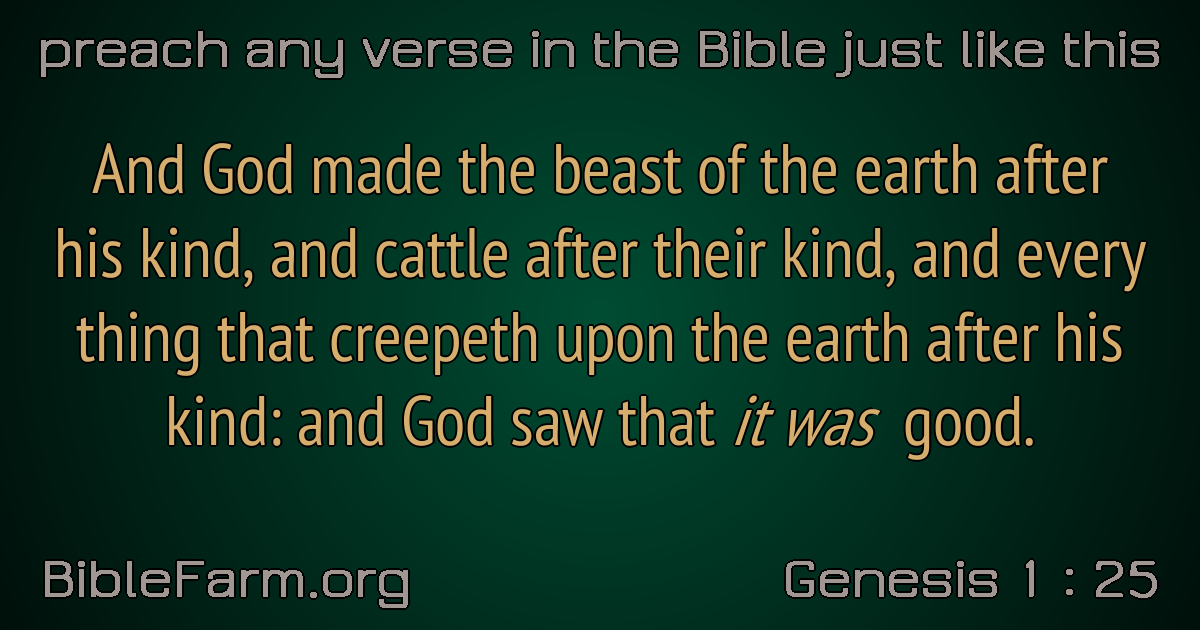 preach any verse in the Bible just like this
And God made the beast of the earth after
his kind, and cattle after their kind, and every
thing that creepeth upon the earth after his
kind: and God saw that it was good.
BibleFarm.org
Genesis 1 : 25